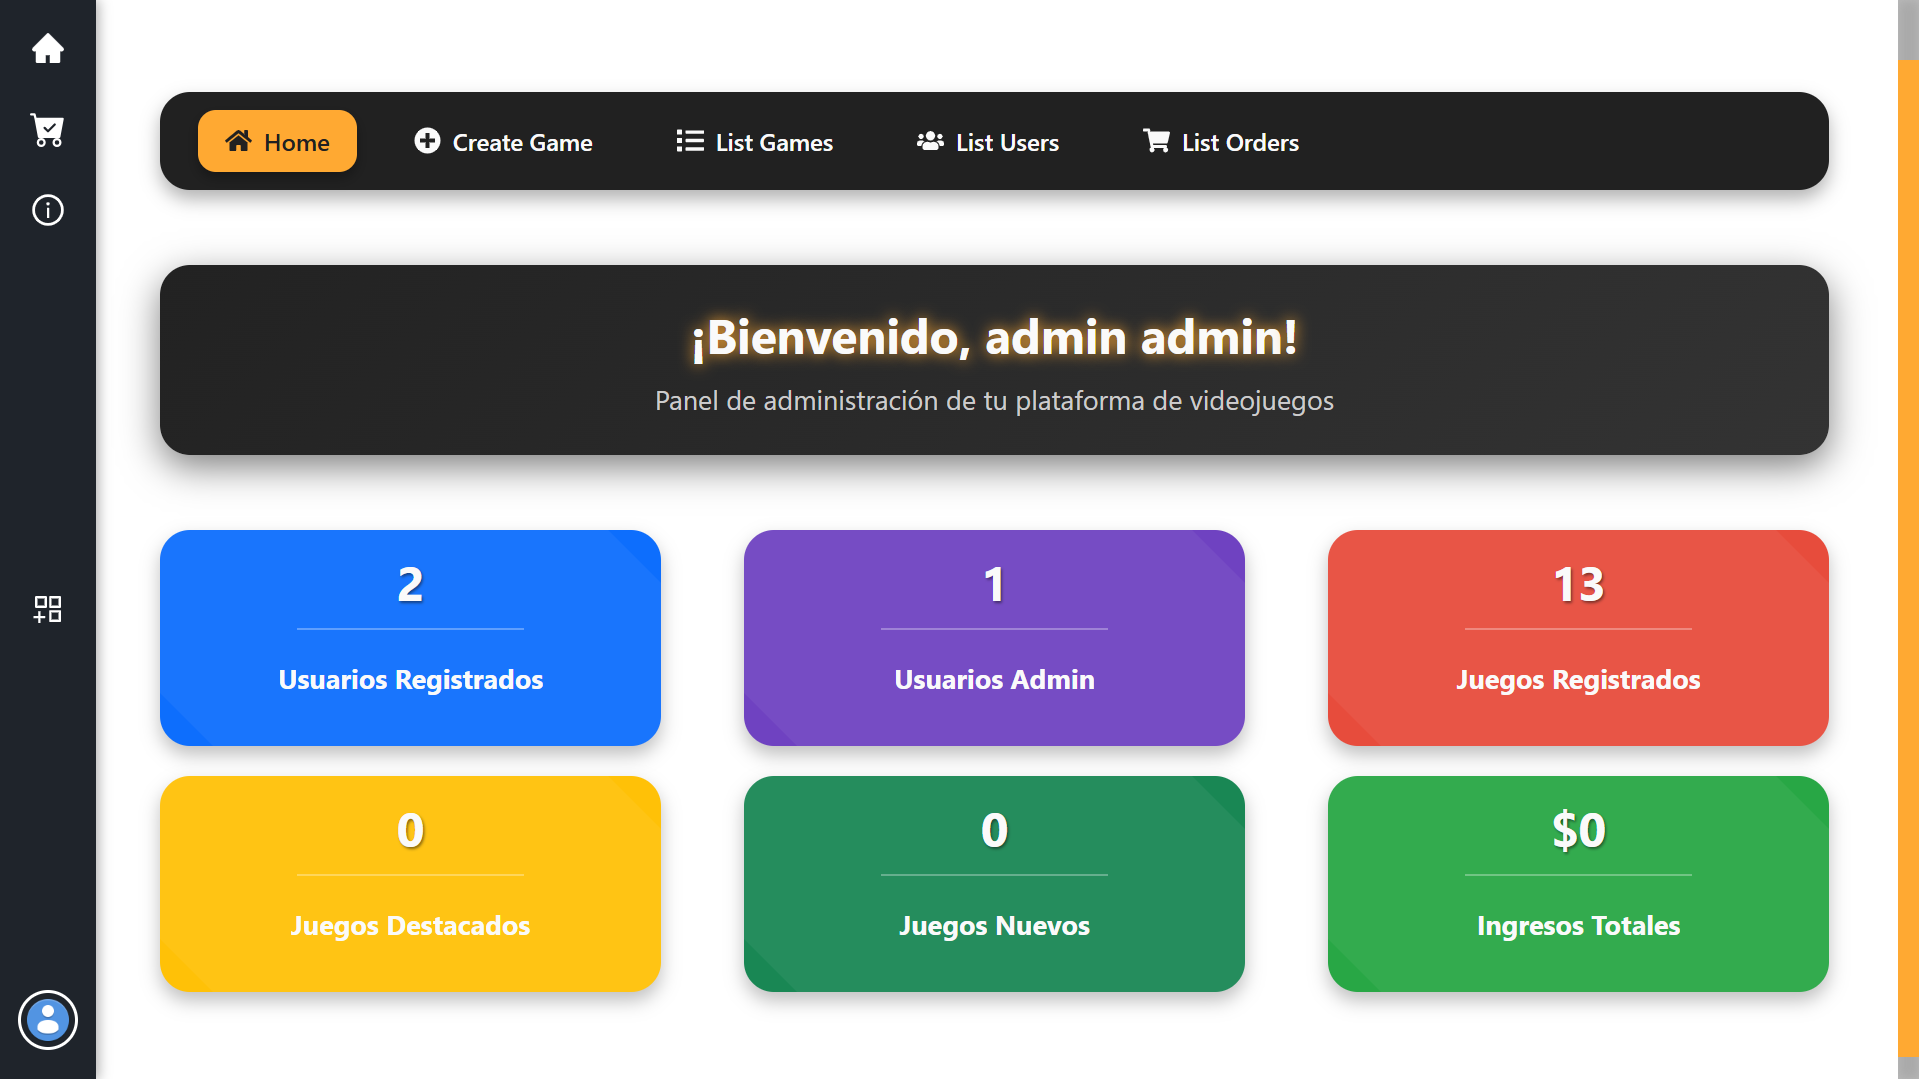 Home
Create Game
List Games
List Users
List Orders
¡Bienvenido, admin admin!
Panel de administración de tu plataforma de videojuegos
2
Usuarios Registrados
1
Usuarios Admin
13
Juegos Registrados
0
Juegos Destacados
0
Juegos Nuevos
$0
Ingresos Totales